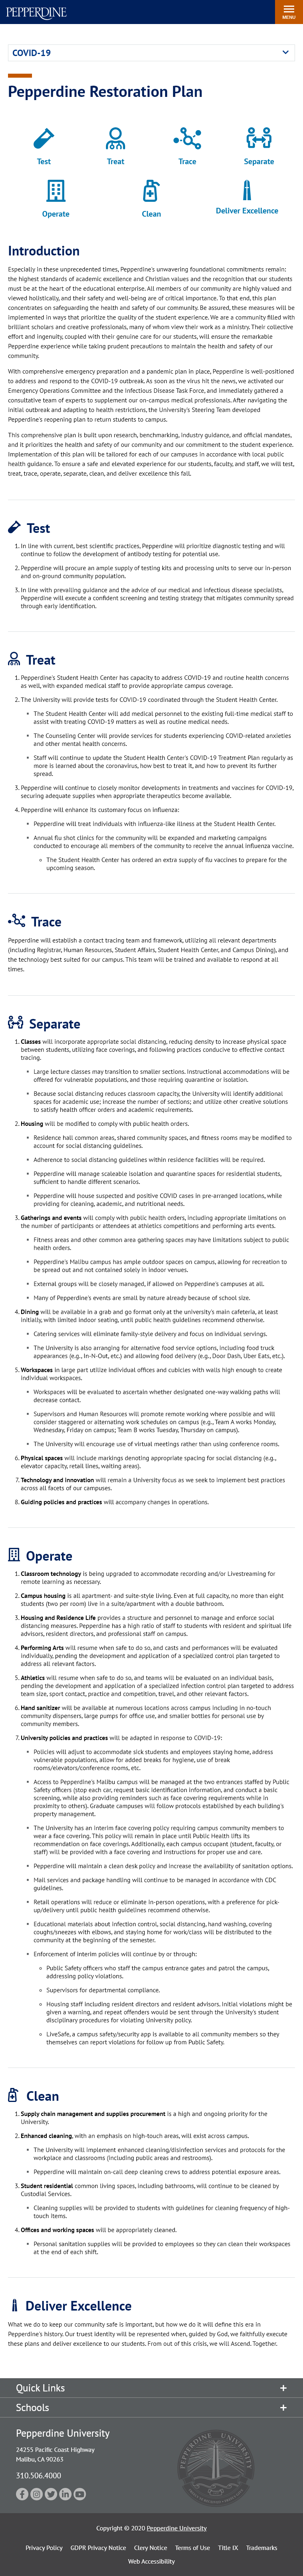 PEPPERDINE
MENU
COVID-19
Pepperdine Restoration Plan
Test
Treat
Trace
Separate
Operate
Clean
Deliver Excellence
Introduction
Especially in these unprecedented times, Pepperdine's unwavering foundational commitments remain:
the highest standards of academic excellence and Christian values and the recognition that our students
must be at the heart of the educational enterprise. All members of our community are highly valued and
viewed holistically, and their safety and well-being are of critical importance. To that end, this plan
concentrates on safeguarding the health and safety of our community. Be assured, these measures will be
implemented in ways that prioritize the quality of the student experience. We are a community filled with
brilliant scholars and creative professionals, many of whom view their work as a ministry. Their collective
effort and ingenuity, coupled with their genuine care for our students, will ensure the remarkable
Pepperdine experience while taking prudent precautions to maintain the health and safety of our
community.
With comprehensive emergency preparation and a pandemic plan in place, Pepperdine is well-positioned
to address and respond to the COVID-19 outbreak. As soon as the virus hit the news, we activated our
Emergency Operations Committee and the Infectious Disease Task Force, and immediately gathered a
consultative team of experts to supplement our on-campus medical professionals. After navigating the
initial outbreak and adapting to health restrictions, the University's Steering Team developed
Pepperdine's reopening plan to return students to campus.
This comprehensive plan is built upon research, benchmarking, industry guidance, and official mandates,
and it prioritizes the health and safety of our community and our commitment to the student experience.
Implementation of this plan will be tailored for each of our campuses in accordance with local public
health guidance. To ensure a safe and elevated experience for students, faculty, and staff, we will test,
treat, trace, operate, separate, clean, and deliver excellence this fall.
Test
1. In line with current, best scientific practices, Pepperdine will prioritize diagnostic testing and will
continue to follow the development of antibody testing for potential use.
2. Pepperdine will procure an ample supply of testing kits and processing units to serve our in-person
and on-ground community population.
3. In line with prevailing guidance and the advice of our medical and infectious disease specialists,
Pepperdine will execute a confident screening and testing strategy that mitigates community spread
through early identification.
Treat
1. Pepperdine's Student Health Center has capacity to address COVID-19 and routine health concerns
as well, with expanded medical staff to provide appropriate campus coverage.
2. The University will provide tests for COVID-19 coordinated through the Student Health Center.
The Student Health Center will add medical personnel to the existing full-time medical staff to
assist with treating COVID-19 matters as well as routine medical needs.
The Counseling Center will provide services for students experiencing COVID-related anxieties
and other mental health concerns.
Staff will continue to update the Student Health Center's COVID-19 Treatment Plan regularly as
more is learned about the coronavirus, how best to treat it, and how to prevent its further
spread.
3. Pepperdine will continue to closely monitor developments in treatments and vaccines for COVID-19,
securing adequate supplies when appropriate therapeutics become available.
4. Pepperdine will enhance its customary focus on influenza:
Pepperdine will treat individuals with influenza-like illness at the Student Health Center.
Annual flu shot clinics for the community will be expanded and marketing campaigns
conducted to encourage all members of the community to receive the annual influenza vaccine.
The Student Health Center has ordered an extra supply of flu vaccines to prepare for the
upcoming season.
Trace
Pepperdine will establish a contact tracing team and framework, utilizing all relevant departments
(including Registrar, Human Resources, Student Affairs, Student Health Center, and Campus Dining), and
the technology best suited for our campus. This team will be trained and available to respond at all
times.
Separate
1. Classes will incorporate appropriate social distancing, reducing density to increase physical space
between students, utilizing face coverings, and following practices conducive to effective contact
tracing.
Large lecture classes may transition to smaller sections. Instructional accommodations will be
offered for vulnerable populations, and those requiring quarantine or isolation.
Because social distancing reduces classroom capacity, the University will identify additional
spaces for academic use; increase the number of sections; and utilize other creative solutions
to satisfy health officer orders and academic requirements.
2. Housing will be modified to comply with public health orders.
Residence hall common areas, shared community spaces, and fitness rooms may be modified to
account for social distancing guidelines.
Adherence to social distancing guidelines within residence facilities will be required.
Pepperdine will manage scaleable isolation and quarantine spaces for residential students,
sufficient to handle different scenarios.
Pepperdine will house suspected and positive COVID cases in pre-arranged locations, while
providing for cleaning, academic, and nutritional needs.
3. Gatherings and events will comply with public health orders, including appropriate limitations on
the number of participants or attendees at athletics competitions and performing arts events.
Fitness areas and other common area gathering spaces may have limitations subject to public
health orders.
Pepperdine's Malibu campus has ample outdoor spaces on campus, allowing for recreation to
be spread out and not contained solely in indoor venues.
External groups will be closely managed, if allowed on Pepperdine's campuses at all.
Many of Pepperdine's events are small by nature already because of school size.
4. Dining will be available in a grab and go format only at the university's main cafeteria, at least
initially, with limited indoor seating, until public health guidelines recommend otherwise.
Catering services will eliminate family-style delivery and focus on individual servings.
The University is also arranging for alternative food service options, including food truck
appearances (e.g., In-N-Out, etc.) and allowing food delivery (e.g., Door Dash, Uber Eats, etc.).
5. Workspaces in large part utilize individual offices and cubicles with walls high enough to create
individual workspaces.
Workspaces will be evaluated to ascertain whether designated one-way walking paths will
decrease contact.
Supervisors and Human Resources will promote remote working where possible and will
consider staggered or alternating work schedules on campus (e.g., Team A works Monday,
Wednesday, Friday on campus; Team B works Tuesday, Thursday on campus).
The University will encourage use of virtual meetings rather than using conference rooms.
6. Physical spaces will include markings denoting appropriate spacing for social distancing (e.g.,
elevator capacity, retail lines, waiting areas).
7. Technology and innovation will remain a University focus as we seek to implement best practices
across all facets of our campuses.
8. Guiding policies and practices will accompany changes in operations.
Operate
1. Classroom technology is being upgraded to accommodate recording and/or Livestreaming for
remote learning as necessary.
2. Campus housing is all apartment- and suite-style living. Even at full capacity, no more than eight
students (two per room) live in a suite/apartment with a double bathroom.
3. Housing and Residence Life provides a structure and personnel to manage and enforce social
distancing measures. Pepperdine has a high ratio of staff to students with residential and spiritual life
advisors, resident directors, and professional staff on campus.
4. Performing Arts will resume when safe to do so, and casts and performances will be evaluated
individually, pending the development and application of a specialized control plan targeted to
address all relevant factors.
5. Athletics will resume when safe to do so, and teams will be evaluated on an individual basis,
pending the development and application of a specialized infection control plan targeted to address
team size, sport contact, practice and competition, travel, and other relevant factors.
6. Hand sanitizer will be available at numerous locations across campus including in no-touch
community dispensers, large pumps for office use, and smaller bottles for personal use by
community members.
7. University policies and practices will be adapted in response to COVID-19:
Policies will adjust to accommodate sick students and employees staying home, address
vulnerable populations, allow for added breaks for hygiene, use of break
rooms/elevators/conference rooms, etc.
Access to Pepperdine's Malibu campus will be managed at the two entrances staffed by Public
Safety officers (stop each car, request basic identification information, and conduct a basic
screening, while also providing reminders such as face covering requirements while in
proximity to others). Graduate campuses will follow protocols established by each building's
property management.
The University has an interim face covering policy requiring campus community members to
wear a face covering. This policy will remain in place until Public Health lifts its
recommendation on face coverings. Additionally, each campus occupant (student, faculty, or
staff) will be provided with a face covering and instructions for proper use and care.
Pepperdine will maintain a clean desk policy and increase the availability of sanitation options.
Mail services and package handling will continue to be managed in accordance with CDC
guidelines.
Retail operations will reduce or eliminate in-person operations, with a preference for pick-
up/delivery until public health guidelines recommend otherwise.
Educational materials about infection control, social distancing, hand washing, covering
coughs/sneezes with elbows, and staying home for work/class will be distributed to the
community at the beginning of the semester.
Enforcement of interim policies will continue by or through:
Public Safety officers who staff the campus entrance gates and patrol the campus,
addressing policy violations.
Supervisors for departmental compliance.
Housing staff including resident directors and resident advisors. Initial violations might be
given a warning, and repeat offenders would be sent through the University's student
disciplinary procedures for violating University policy.
LiveSafe, a campus safety/security app is available to all community members so they
themselves can report violations for follow up from Public Safety.
Clean
1. Supply chain management and supplies procurement is a high and ongoing priority for the
University.
2. Enhanced cleaning, with an emphasis on high-touch areas, will exist across campus.
The University will implement enhanced cleaning/disinfection services and protocols for the
workplace and classrooms (including public areas and restrooms).
Pepperdine will maintain on-call deep cleaning crews to address potential exposure areas.
3. Student residential common living spaces, including bathrooms, will continue to be cleaned by
Custodial Services.
Cleaning supplies will be provided to students with guidelines for cleaning frequency of high-
touch items.
4. Offices and working spaces will be appropriately cleaned.
Personal sanitation supplies will be provided to employees so they can clean their workspaces
at the end of each shift.
Deliver Excellence
What we do to keep our community safe is important, but how we do it will define this era in
Pepperdine's history. Our truest identity will be represented when, guided by God, we faithfully execute
these plans and deliver excellence to our students. From out of this crisis, we will Ascend. Together.
Quick Links
Schools
Pepperdine University
24255 Pacific Coast Highway
Malibu, CA 90263
310.506.4000
Copyright © 2020 Pepperdine University
Privacy Policy GDPR Privacy Notice Clery Notice Terms of Use Title IX Trademarks
Web Accessibility